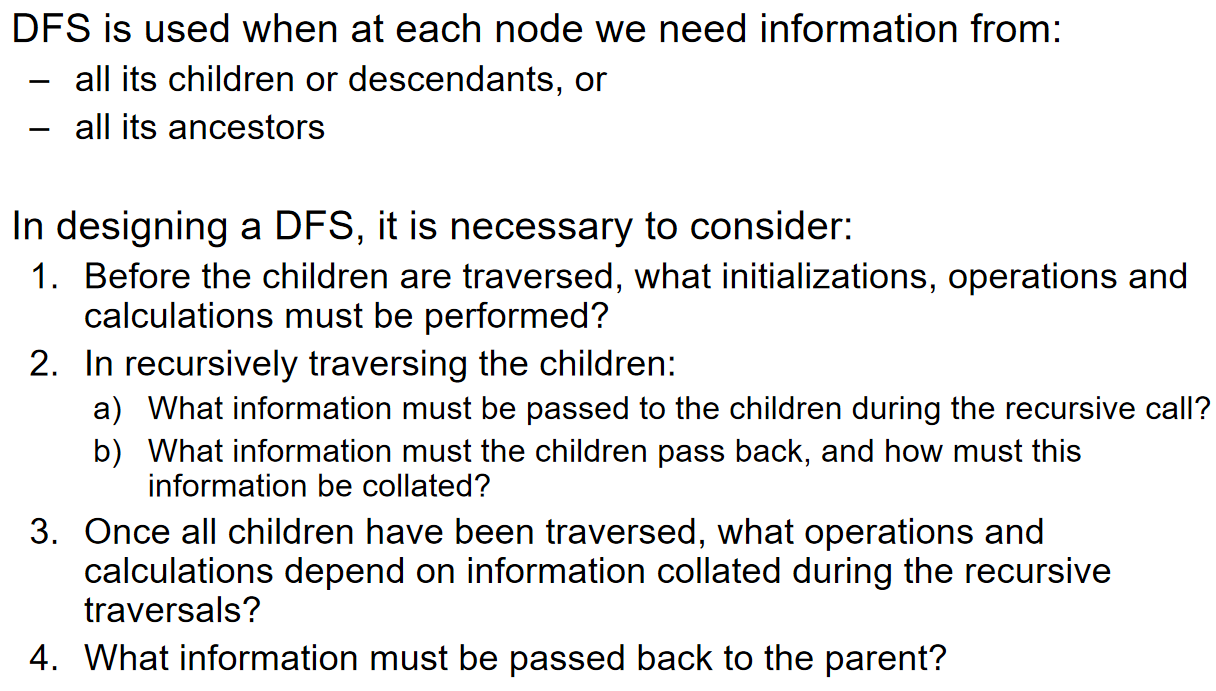 DFS is used when at each node we need information from:
– all its children or descendants, or
– all its ancestors
In designing a DFS, it is necessary to consider:
1. Before the children are traversed, what initializations, operations and
calculations must be performed?
2. In recursively traversing the children:
a) What information must be passed to the children during the recursive call?
b) What information must the children pass back, and how must this
information be collated?
3. Once all children have been traversed, what operations and
calculations depend on information collated during the recursive
traversals?
4. What information must be passed back to the parent?